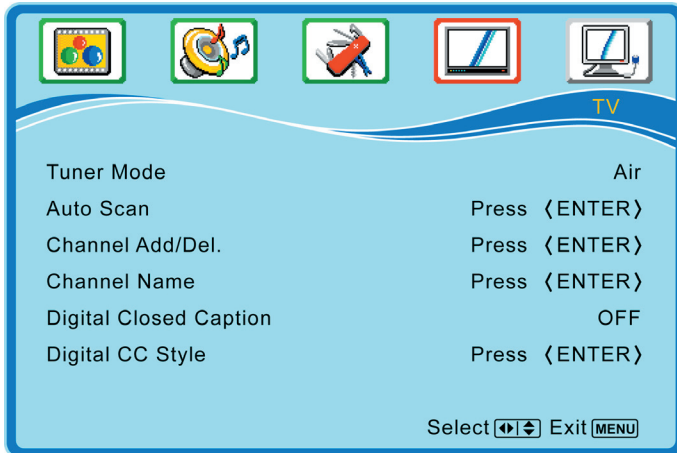 TV
Tuner Mode Air
Auto Scan Press 〈ENTER〉
Channel Add/Del. Press 〈ENTER〉
Channel Name Press 〈ENTER〉
Digital Closed Caption OFF
Digital CC Style Press 〈ENTER〉
Select Exit MENU